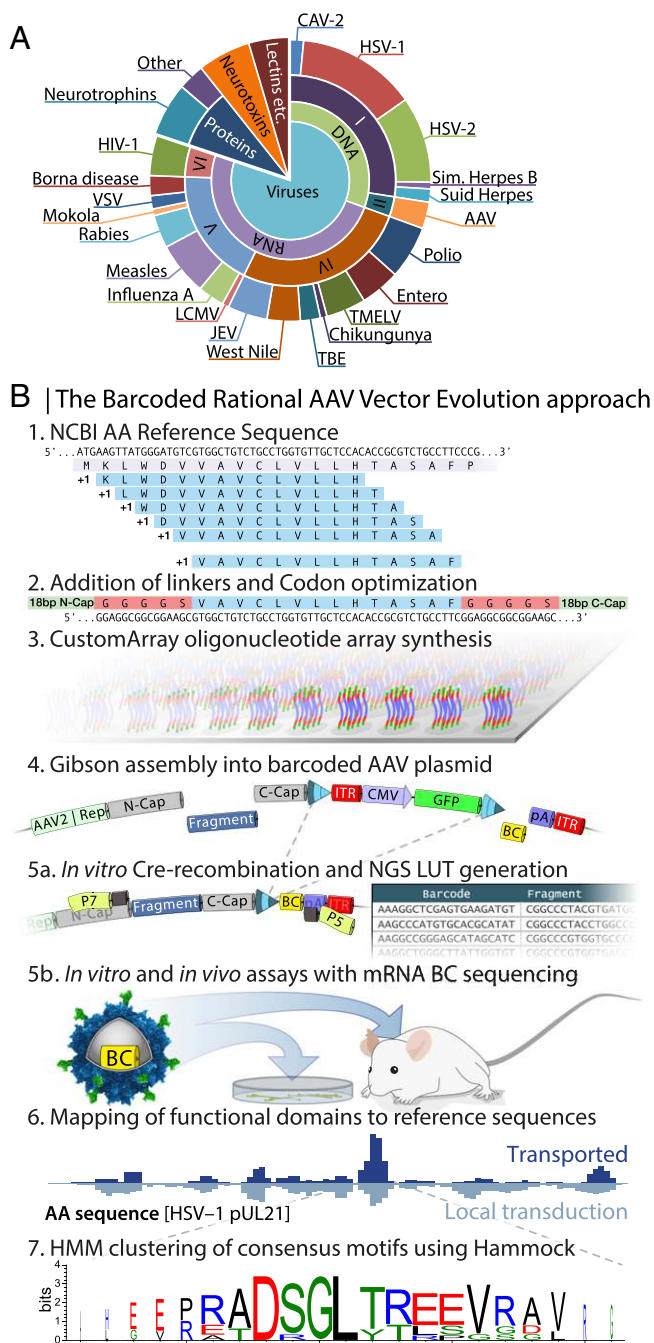 A
CAV-2
HSV-1
HSV-2
Sim. Herpes B
Suid Herpes
AAV
Polio
Entero
TMELV
Chikungunya
TBE
West Nile
JEV
LCMV
Influenza A
Measles
Rabies
Mokola
VSV
Borna disease
HIV-1
Neurotrophins
Other
Neurotoxins
Lectins etc.
Proteins
Viruses
DNA
RNA
I
II
IV
V
VI
B | The Barcoded Rational AAV Vector Evolution approach
1. NCBI AA Reference Sequence
5'...ATGAAGTTATGGGATGTCGTGGCTGTCTGCCTGGTGTTGCTCCACACCGCGTCTGCCTTCCCG...3'
M K L W D V V A V C L V L L H T A S A F P
+1 K L W D V V A V C L V L L H
+1 L W D V V A V C L V L L H T
+1 W D V V A V C L V L L H T A
+1 D V V A V C L V L L H T A S
+1 V V A V C L V L L H T A S A
+1 V A V C L V L L H T A S A F
2. Addition of linkers and Codon optimization
18bp N-Cap G G G G S V A V C L V L L H T A S A F G G G G S 18bp C-Cap
5'...GGAGGCGGCGGAAGCGTGGCTGTCTGCCTGGTGTTGCTCCACACCGCGTCTGCCTTCGGAGGCGGCGGAAGC...3'
3. CustomArray oligonucleotide array synthesis
4. Gibson assembly into barcoded AAV plasmid
AAV2 | Rep N-Cap Fragment C-Cap ITR CMV GFP BC pA ITR
5a. In vitro Cre-recombination and NGS LUT generation
Rep N-Cap P7 Fragment C-Cap BC pA ITR P5
Barcode Fragment
AAAGGCTCGAGTGAAGATGT CGGCCCTACGTGATGC
AAGCCCATGTGCACGCATAT CGGCCCTACCTGGCC
AAGGCCGGGAGCATAGCATC CGGCCCGTGGTGCCC
5b. In vitro and in vivo assays with mRNA BC sequencing
BC
6. Mapping of functional domains to reference sequences
Transported
AA sequence [HSV–1 pUL21]
Local transduction
7. HMM clustering of consensus motifs using Hammock
bits
4
3
2
1
0
E E P R A D S G L T R E E V R A V